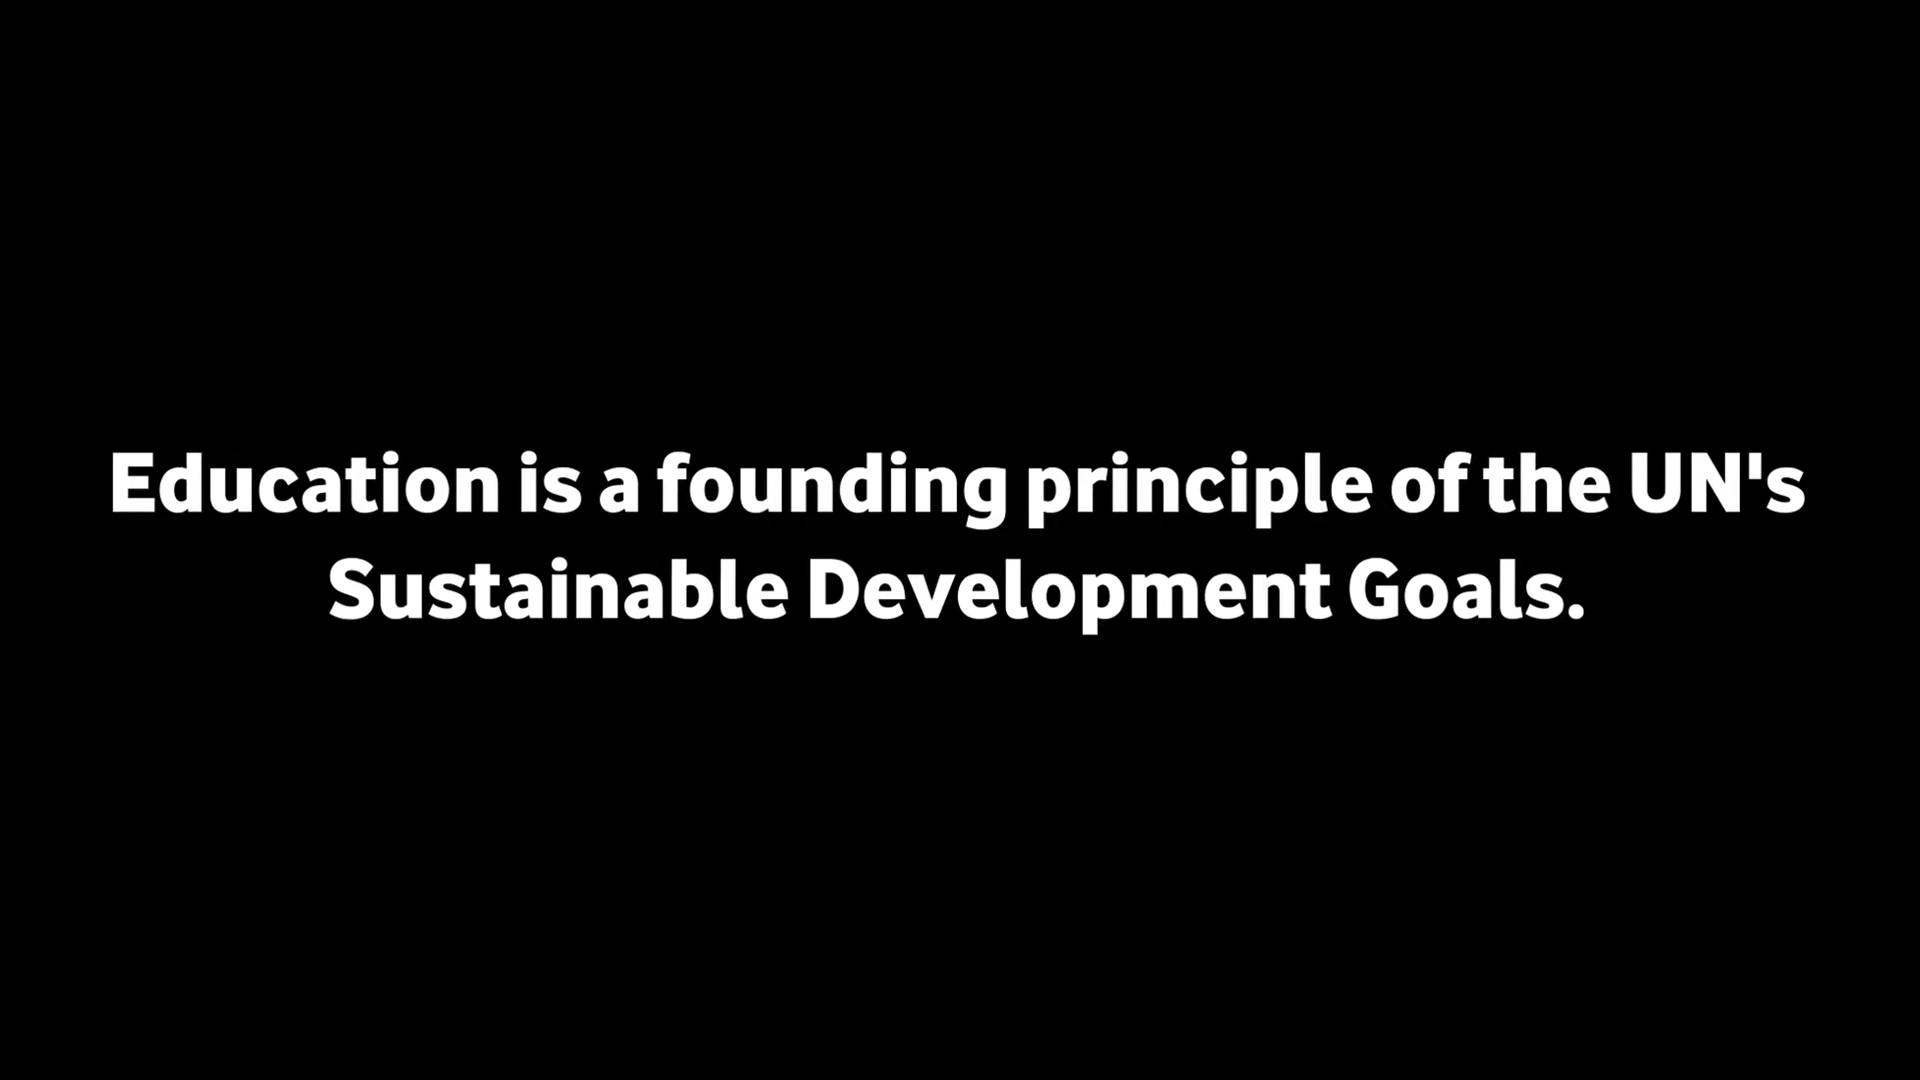 Education is a founding principle of the UN's
Sustainable Development Goals.